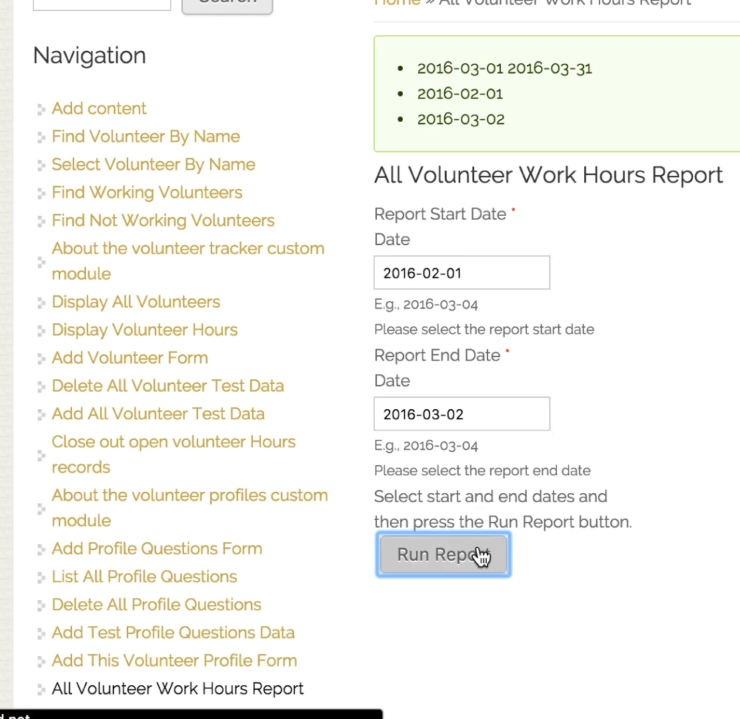 Search
Home » All Volunteer Work Hours Report
Navigation
Add content
Find Volunteer By Name
Select Volunteer By Name
Find Working Volunteers
Find Not Working Volunteers
About the volunteer tracker custom
module
Display All Volunteers
Display Volunteer Hours
Add Volunteer Form
Delete All Volunteer Test Data
Add All Volunteer Test Data
Close out open volunteer Hours
records
About the volunteer profiles custom
module
Add Profile Questions Form
List All Profile Questions
Delete All Profile Questions
Add Test Profile Questions Data
Add This Volunteer Profile Form
All Volunteer Work Hours Report
2016-03-01 2016-03-31
2016-02-01
2016-03-02
All Volunteer Work Hours Report
Report Start Date *
Date
2016-02-01
E.g., 2016-03-04
Please select the report start date
Report End Date *
Date
2016-03-02
E.g., 2016-03-04
Please select the report end date
Select start and end dates and
then press the Run Report button.
Run Report